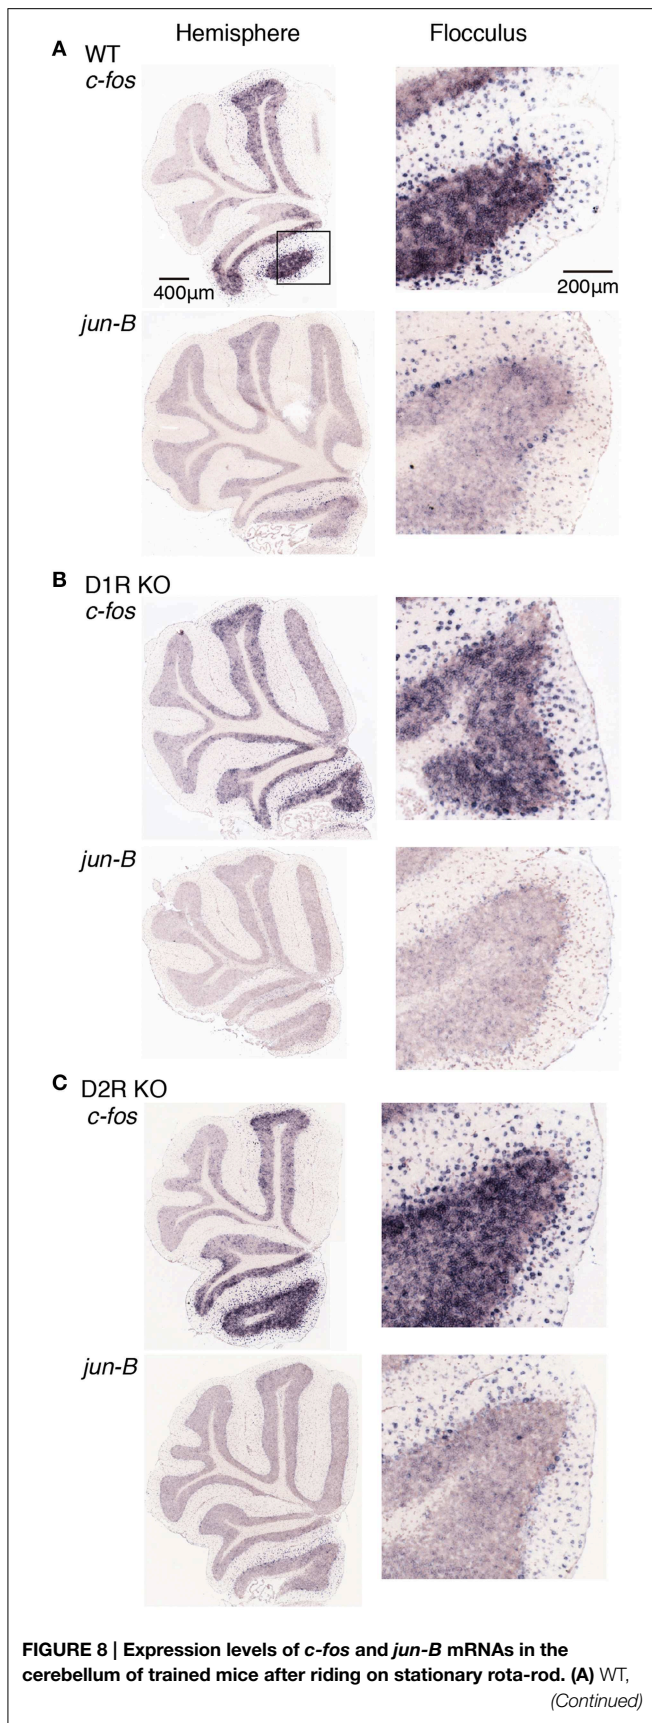 Hemisphere Flocculus
A WT
c-fos
400μm
200μm
jun-B
B D1R KO
c-fos
jun-B
C D2R KO
c-fos
jun-B
FIGURE 8 | Expression levels of c-fos and jun-B mRNAs in the
cerebellum of trained mice after riding on stationary rota-rod. (A) WT,
(Continued)